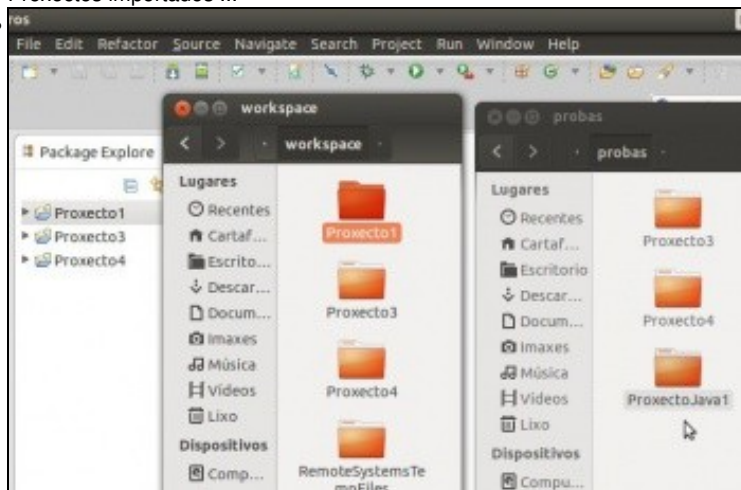 Proxectos importados ...
ros
File Edit Refactor Source Navigate Search Project Run Window Help
Package Explore
Proxecto1
Proxecto3
Proxecto4
workspace
workspace
Lugares
Recentes
Cartaf...
Escrito...
Descar...
Docum...
Imaxes
Música
Vídeos
Lixo
Dispositivos
Comp...
Proxecto1
Proxecto3
Proxecto4
RemoteSystemsTe
mpFiles
probas
probas
Lugares
Recentes
Cartaf...
Escritorio
Descar...
Docum...
Imaxes
Música
Vídeos
Lixo
Dispositivos
Compu...
Proxecto3
Proxecto4
ProxectoJava1